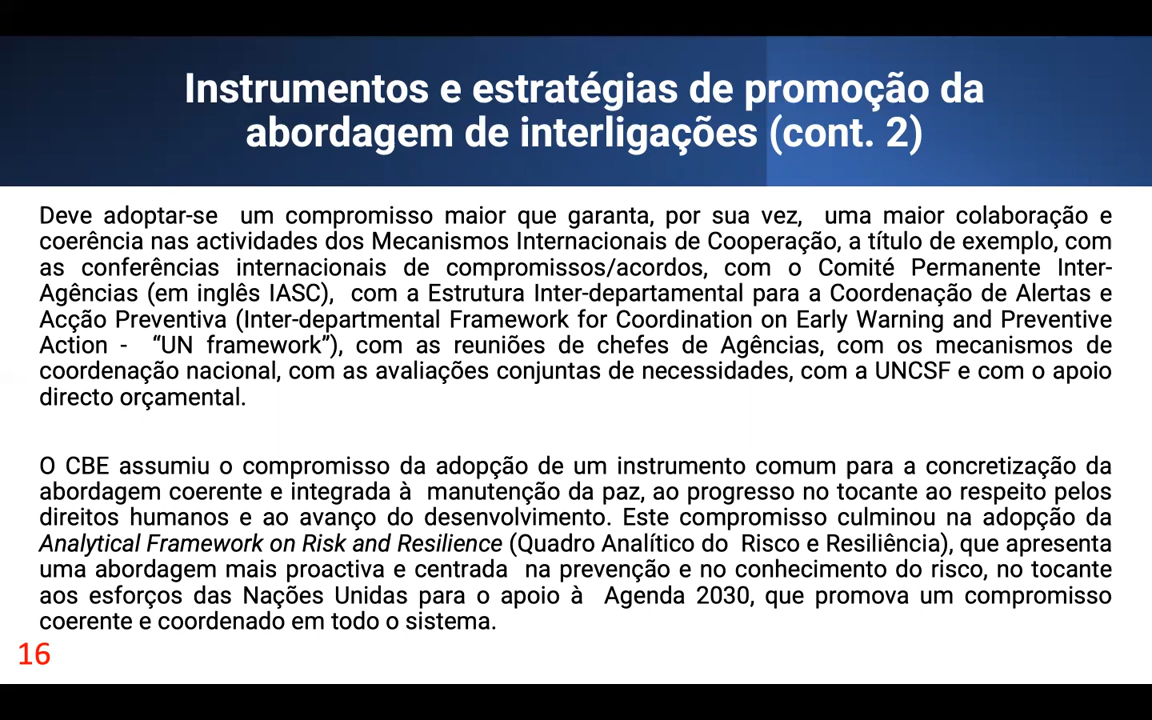 Instrumentos e estratégias de promoção da
abordagem de interligações (cont. 2)
Deve adoptar-se um compromisso maior que garanta, por sua vez, uma maior colaboração e
coerência nas actividades dos Mecanismos Internacionais de Cooperação, a título de exemplo, com
as conferências internacionais de compromissos/acordos, com o Comité Permanente Inter-
Agências (em inglês IASC), com a Estrutura Inter-departamental para a Coordenação de Alertas e
Acção Preventiva (Inter-departmental Framework for Coordination on Early Warning and Preventive
Action - “UN framework”), com as reuniões de chefes de Agências, com os mecanismos de
coordenação nacional, com as avaliações conjuntas de necessidades, com a UNCSF e com o apoio
directo orçamental.
O CBE assumiu o compromisso da adopção de um instrumento comum para a concretização da
abordagem coerente e integrada à manutenção da paz, ao progresso no tocante ao respeito pelos
direitos humanos e ao avanço do desenvolvimento. Este compromisso culminou na adopção da
Analytical Framework on Risk and Resilience (Quadro Analítico do Risco e Resiliência), que apresenta
uma abordagem mais proactiva e centrada na prevenção e no conhecimento do risco, no tocante
aos esforços das Nações Unidas para o apoio à Agenda 2030, que promova um compromisso
coerente e coordenado em todo o sistema.
16